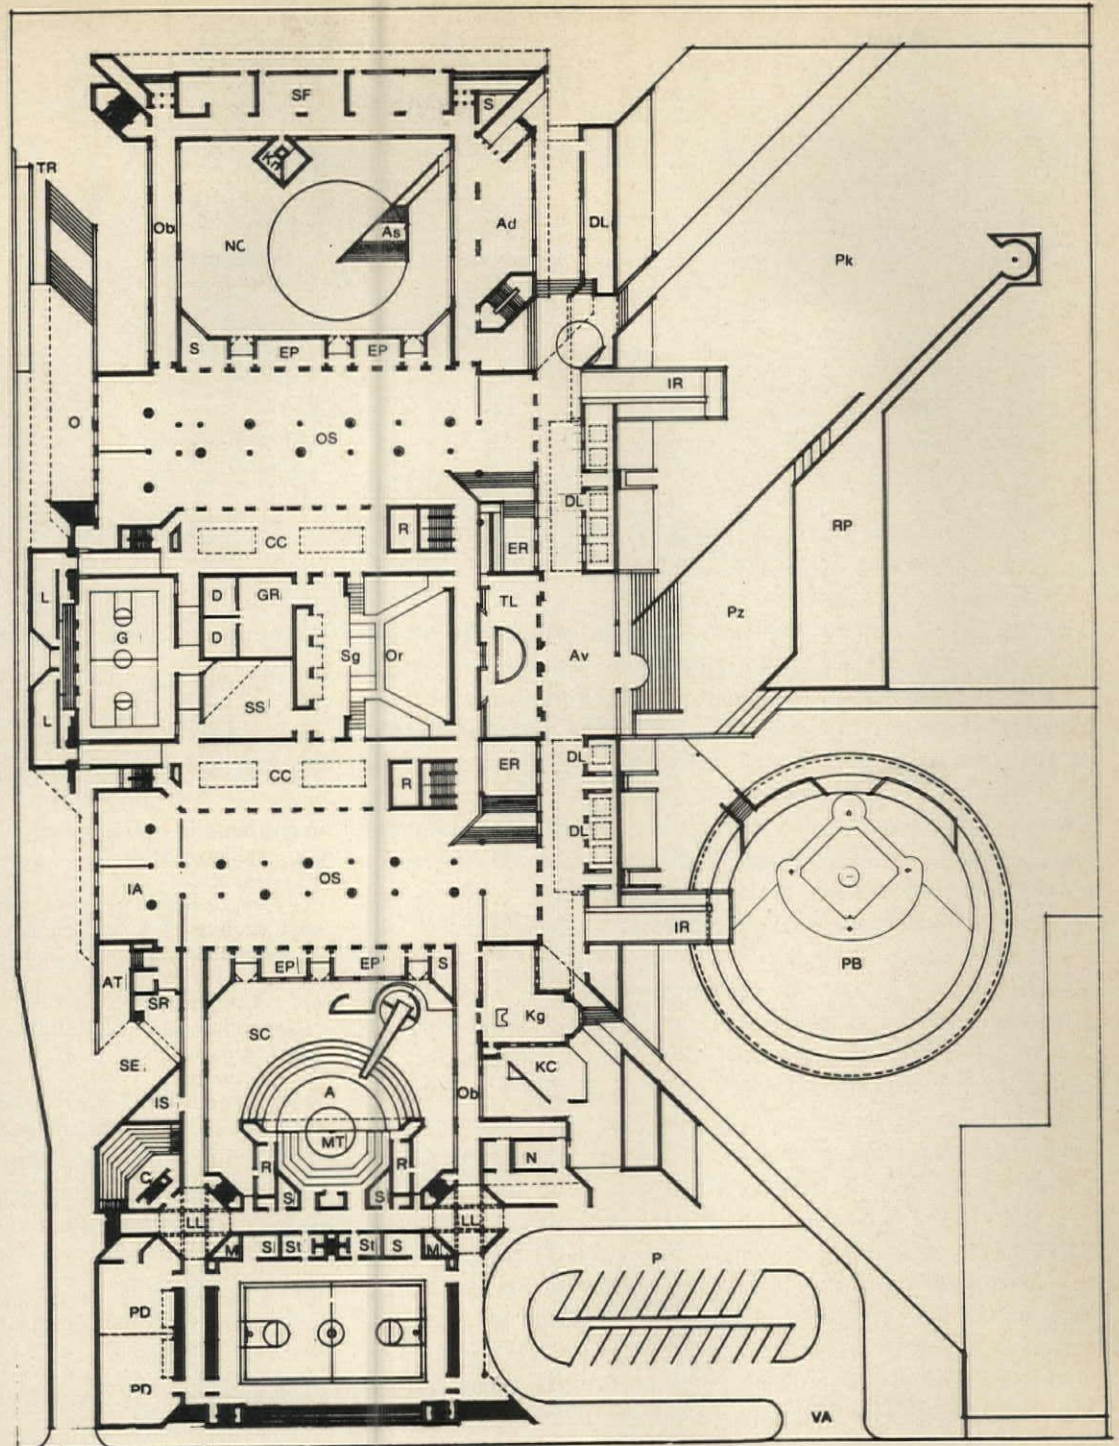 SF
S
Kn
TR
Ob
NC
As
Ad
DL
Pk
S
EP
EP
IR
O
OS
DL
RP
CC
R
ER
L
D
GR
TL
G
D
Sg
Or
Av
Pz
SS
L
CC
R
ER
DL
DL
IA
OS
IR
PB
EP
EP
S
AT
SR
SC
Kg
SE
KC
A
Ob
IS
MT
C
R
R
N
S
S
LL
LL
M
S
St
St
S
M
P
PD
PD
VA